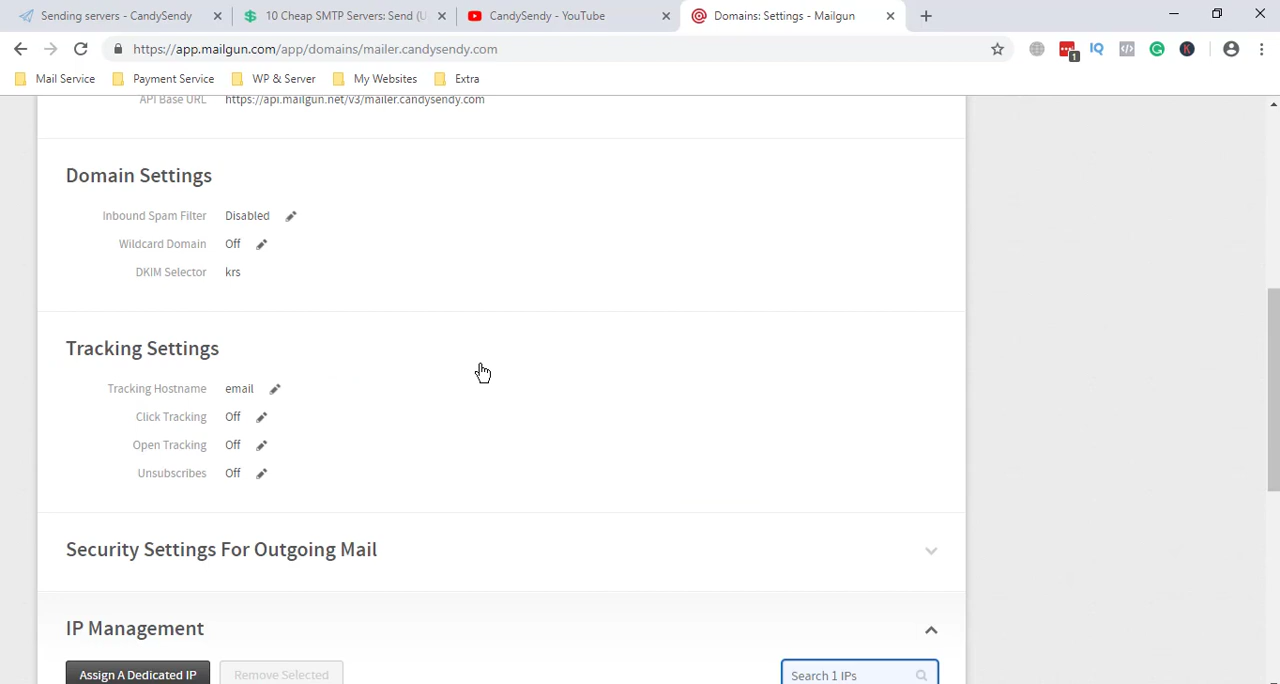 Sending servers - CandySendy
10 Cheap SMTP Servers: Send (U
CandySendy - YouTube
Domains: Settings - Mailgun
https://app.mailgun.com/app/domains/mailer.candysendy.com
1
IQ
K
Mail Service
Payment Service
WP & Server
My Websites
Extra
API Base URL https://api.mailgun.net/v3/mailer.candysendy.com
Domain Settings
Inbound Spam Filter Disabled
Wildcard Domain Off
DKIM Selector krs
Tracking Settings
Tracking Hostname email
Click Tracking Off
Open Tracking Off
Unsubscribes Off
Security Settings For Outgoing Mail
IP Management
Assign A Dedicated IP Remove Selected Search 1 IPs